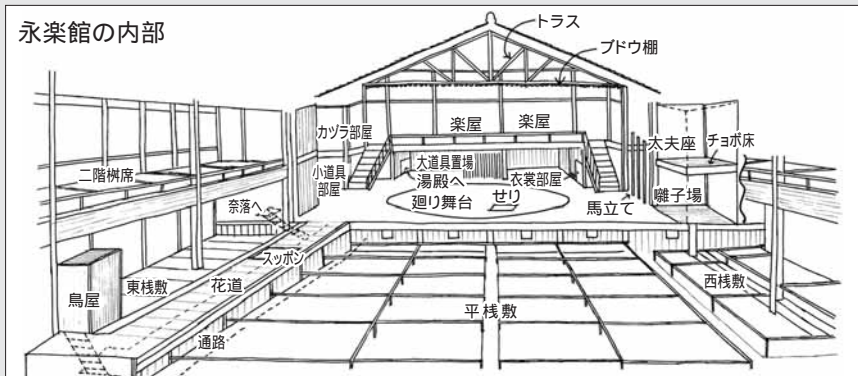 永楽館の内部
トラス
ブドウ棚
カヅラ部屋
楽屋
楽屋
太夫座
チョボ床
二階桝席
小道具
部屋
大道具置場
湯殿へ
衣裳部屋
奈落へ
廻り舞台
せり
馬立て
囃子場
スッポン
鳥屋
東桟敷
花道
平桟敷
西桟敷
通路